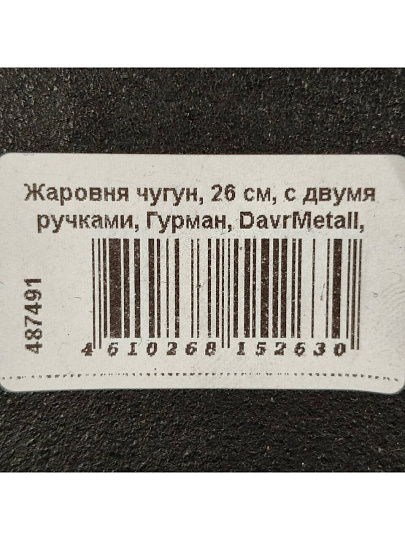 Жаровня чугун, 26 см, с двумя
ручками, Гурман, DavrMetall,
487491
4 610268 152630